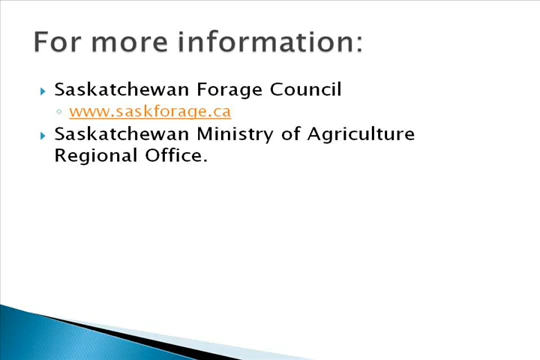 For more information:
Saskatchewan Forage Council
www.saskforage.ca
Saskatchewan Ministry of Agriculture
Regional Office.